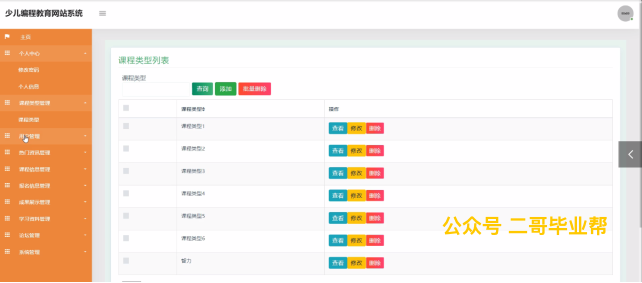 少儿编程教育网站系统
主页
个人中心
修改密码
个人信息
课程类型管理
课程类型
热门资讯管理
课程信息管理
报名信息管理
成果展示管理
学习资料管理
论坛管理
系统管理
课程类型列表
课程类型
查询 添加 批量删除
课程类型 操作
课程类型1 查看 修改 删除
课程类型2 查看 修改 删除
课程类型3 查看 修改 删除
课程类型4 查看 修改 删除
课程类型5 查看 修改 删除
课程类型6 查看 修改 删除
智力 查看 修改 删除
公众号 二哥毕业帮